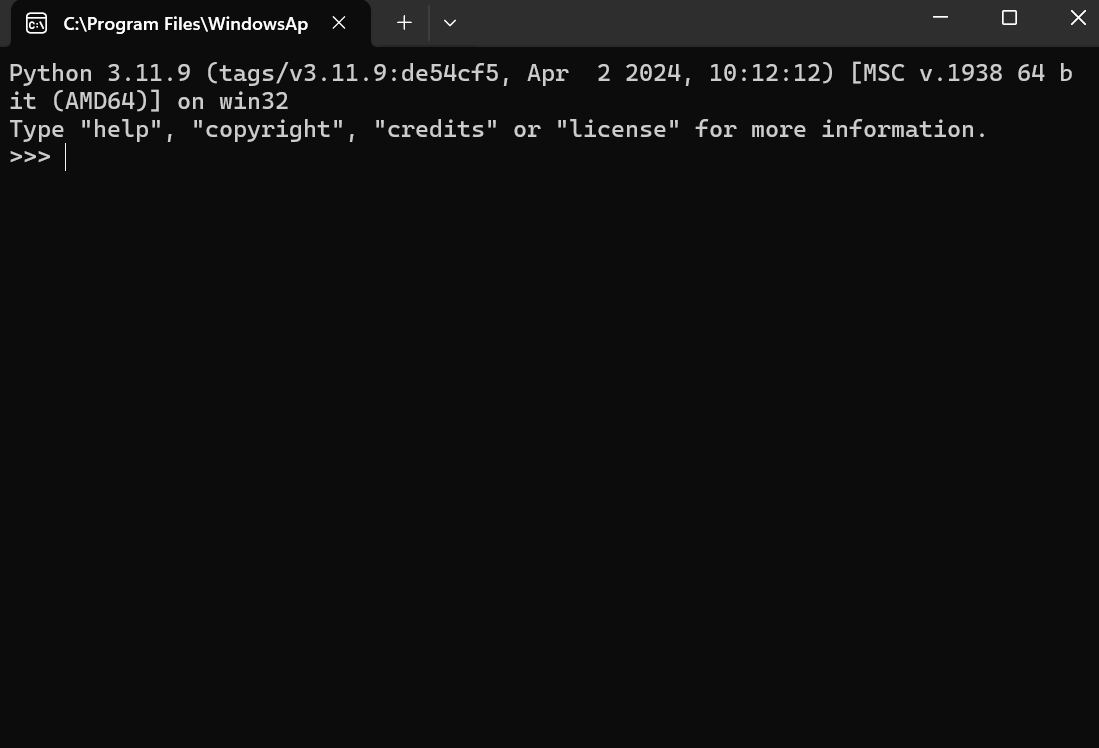 C:\Program Files\WindowsAp
Python 3.11.9 (tags/v3.11.9:de54cf5, Apr  2 2024, 10:12:12) [MSC v.1938 64 b
it (AMD64)] on win32
Type "help", "copyright", "credits" or "license" for more information.
>>>